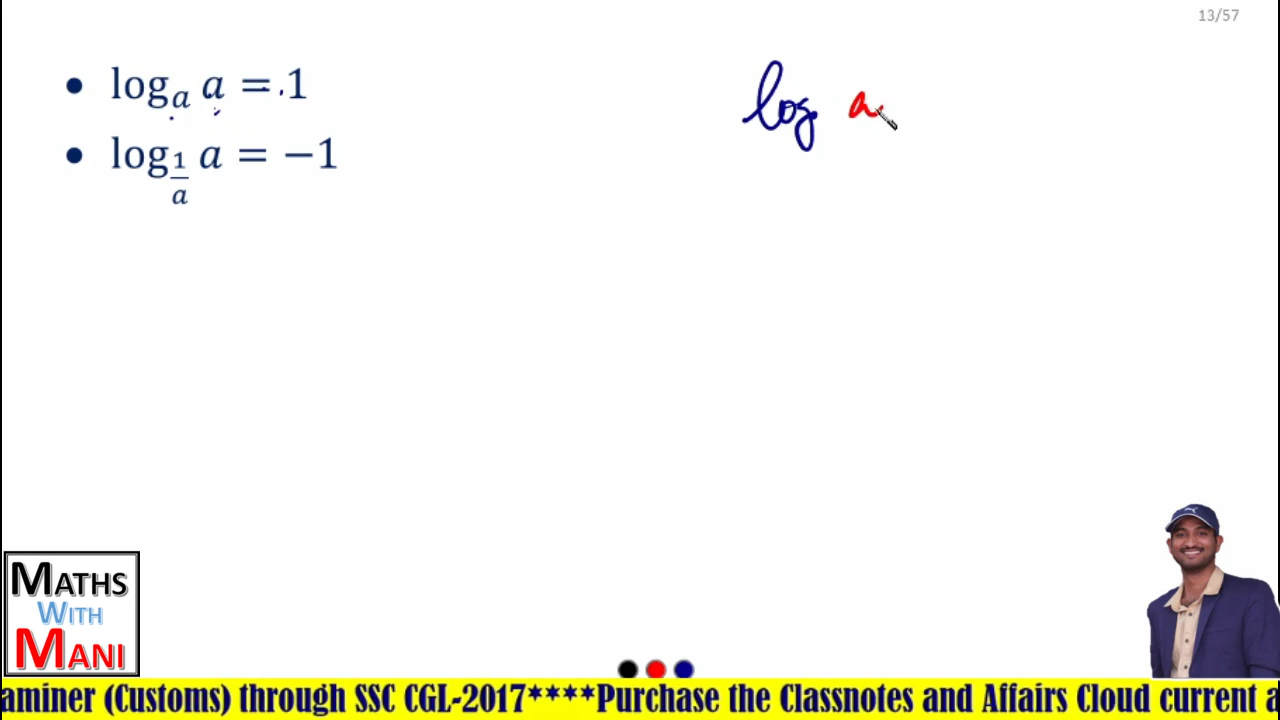 13/57
• logₐ a = 1
• log_{1/a} a = −1
log a
MATHS
WITH
MANI
aminer (Customs) through SSC CGL-2017****Purchase the Classnotes and Affairs Cloud current a